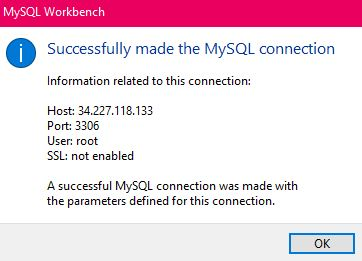 MySQL Workbench
Successfully made the MySQL connection
Information related to this connection:
Host: 34.227.118.133
Port: 3306
User: root
SSL: not enabled
A successful MySQL connection was made with
the parameters defined for this connection.
OK